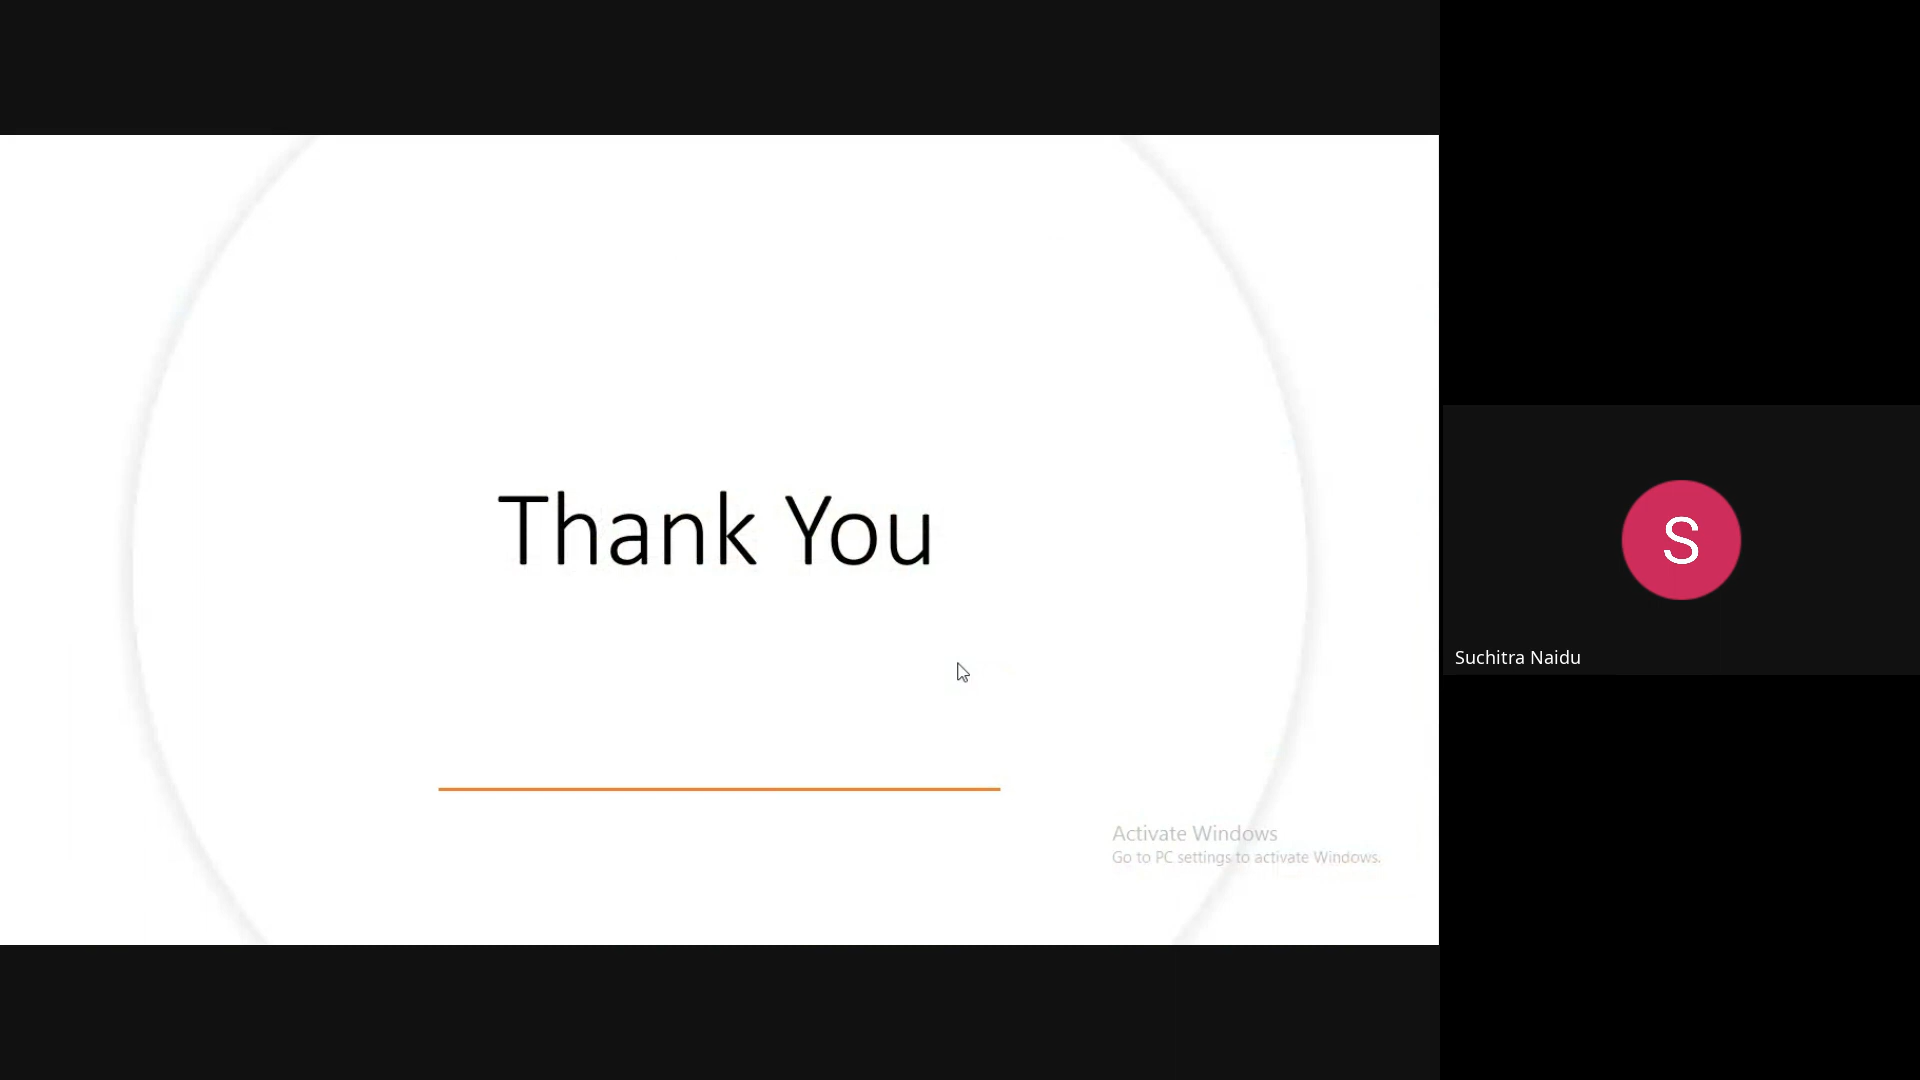 Thank You
Activate Windows
Go to PC settings to activate Windows.
S
Suchitra Naidu